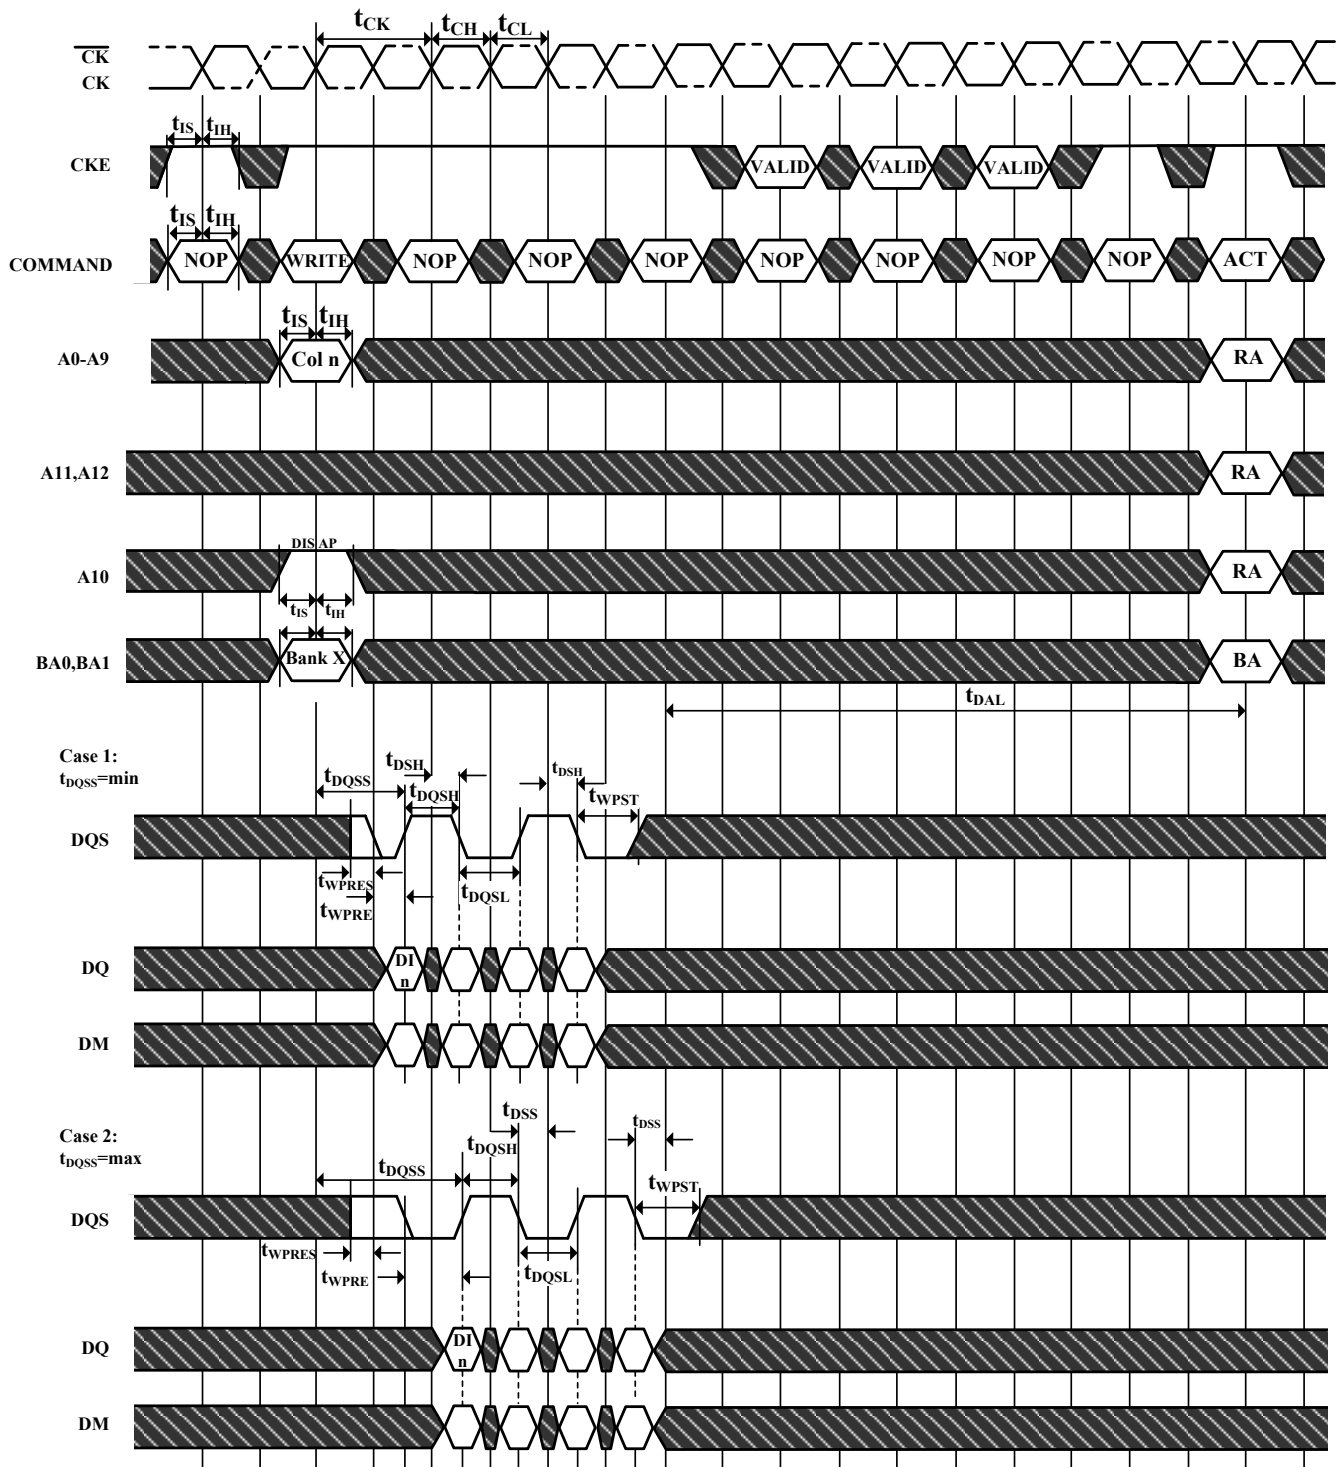 tCK tCH tCL
CK
CK
tIS tIH
CKE VALID VALID VALID
tIS tIH
COMMAND NOP WRITE NOP NOP NOP NOP NOP NOP NOP ACT
tIS tIH
A0-A9 Col n RA
A11,A12 RA
DIS AP
A10 RA
tIS tIH
BA0,BA1 Bank X BA
tDAL
Case 1:
tDQSS=min
tDSH tDSH
tDQSS
tDQSH tWPST
DQS
tWPRES tDQSL
tWPRE
DQ DI n
DM
tDSS tDSS
Case 2:
tDQSS=max
tDQSH
tDQSS tWPST
DQS
tWPRES
tWPRE tDQSL
DQ DI n
DM